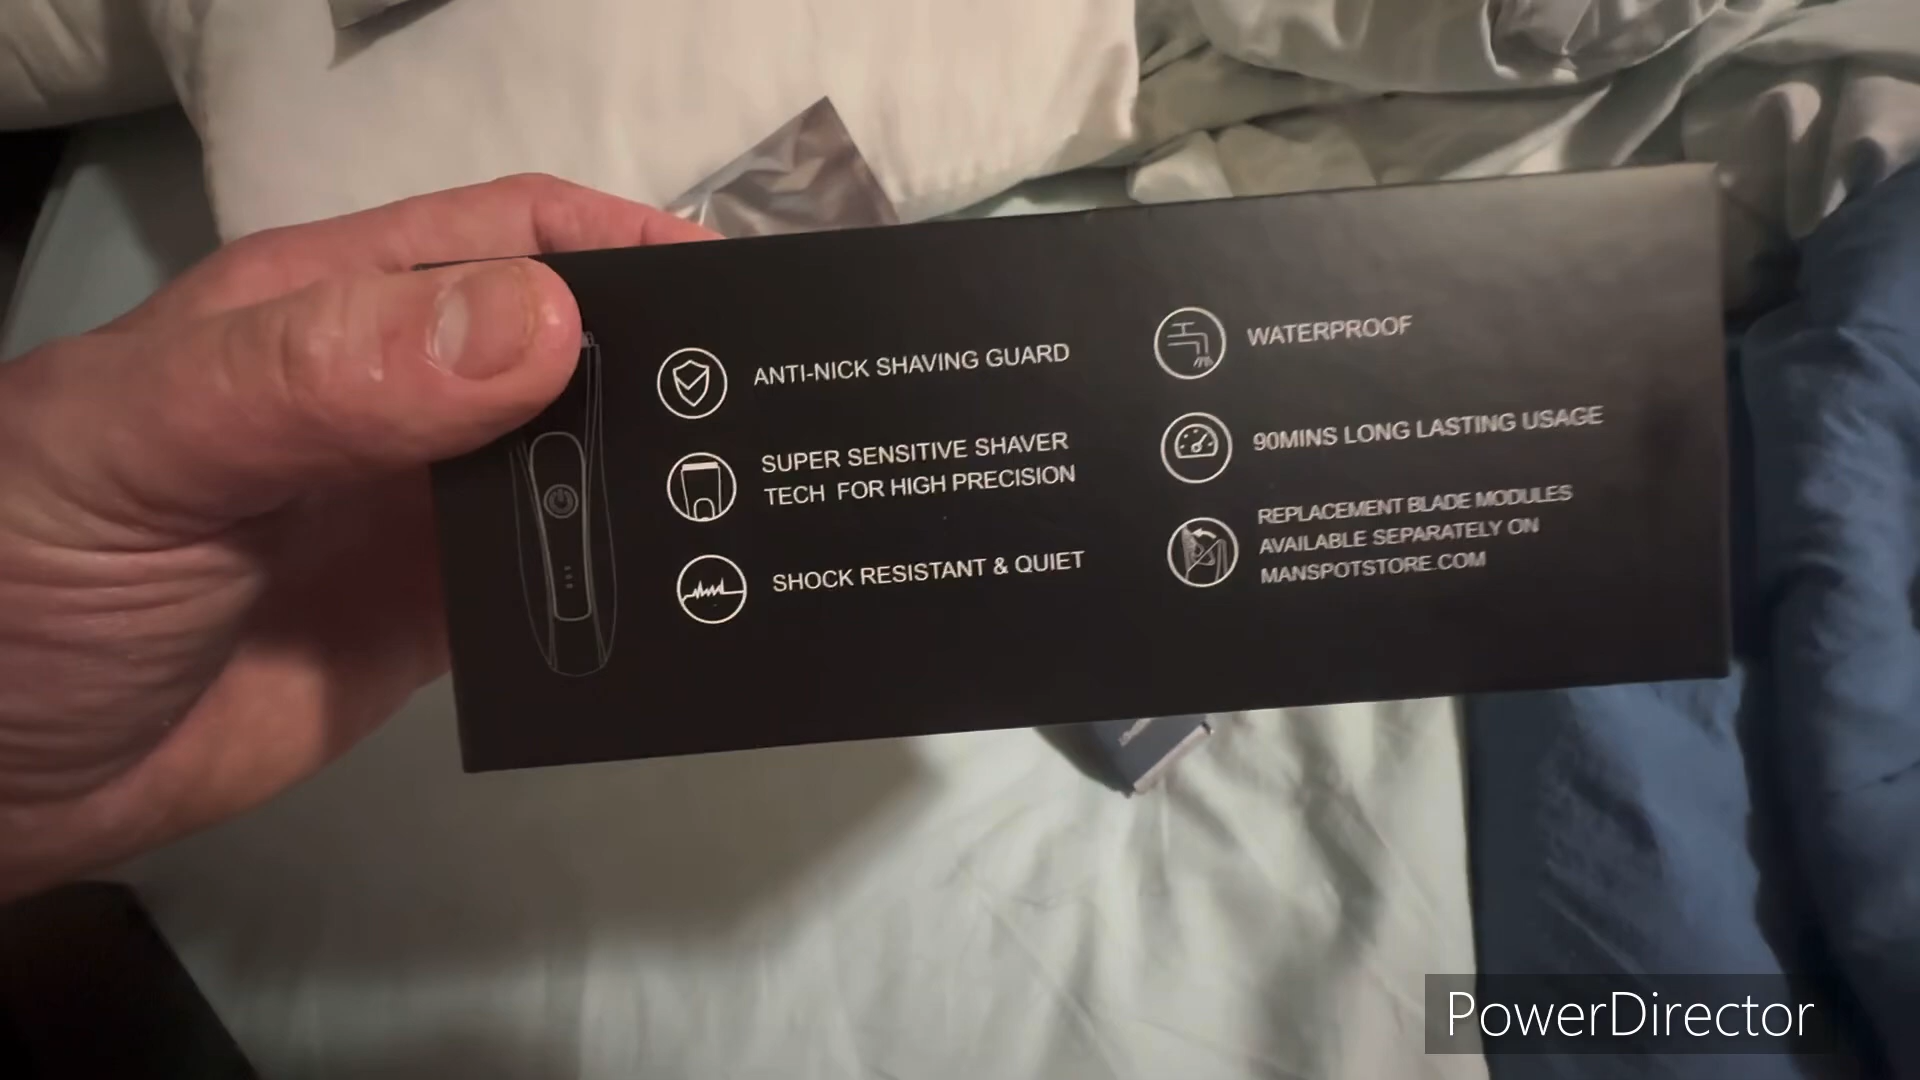 ANTI-NICK SHAVING GUARD
SUPER SENSITIVE SHAVER
TECH FOR HIGH PRECISION
SHOCK RESISTANT & QUIET
WATERPROOF
90MINS LONG LASTING USAGE
REPLACEMENT BLADE MODULES
AVAILABLE SEPARATELY ON
MANSPOTSTORE.COM
PowerDirector